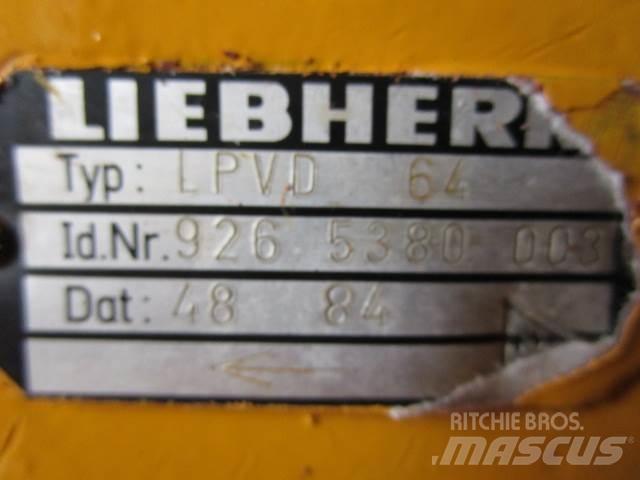 LIEBHERR
Typ: LPVD 64
Id.Nr. 926 5380 003
Dat: 48 84
RITCHIE BROS.
MASCUS